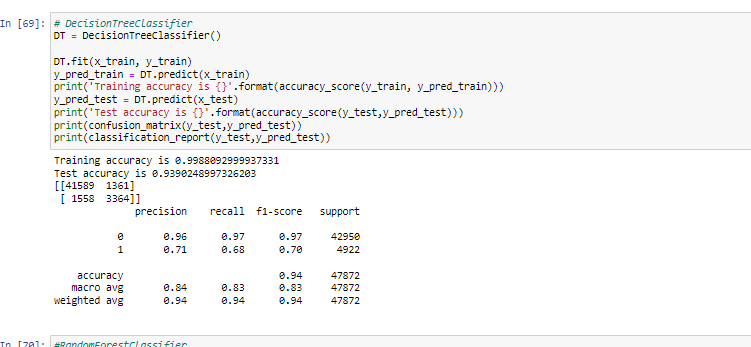 In [69]: # DecisionTreeClassifier
DT = DecisionTreeClassifier()
DT.fit(x_train, y_train)
y_pred_train = DT.predict(x_train)
print('Training accuracy is {}'.format(accuracy_score(y_train, y_pred_train)))
y_pred_test = DT.predict(x_test)
print('Test accuracy is {}'.format(accuracy_score(y_test,y_pred_test)))
print(confusion_matrix(y_test,y_pred_test))
print(classification_report(y_test,y_pred_test))
Training accuracy is 0.9988092999937331
Test accuracy is 0.9390248997326203
[[41589 1361]
[ 1558 3364]]
precision recall f1-score support
0 0.96 0.97 0.97 42950
1 0.71 0.68 0.70 4922
accuracy 0.94 47872
macro avg 0.84 0.83 0.83 47872
weighted avg 0.94 0.94 0.94 47872
In [70]: #RandomForestClassifier